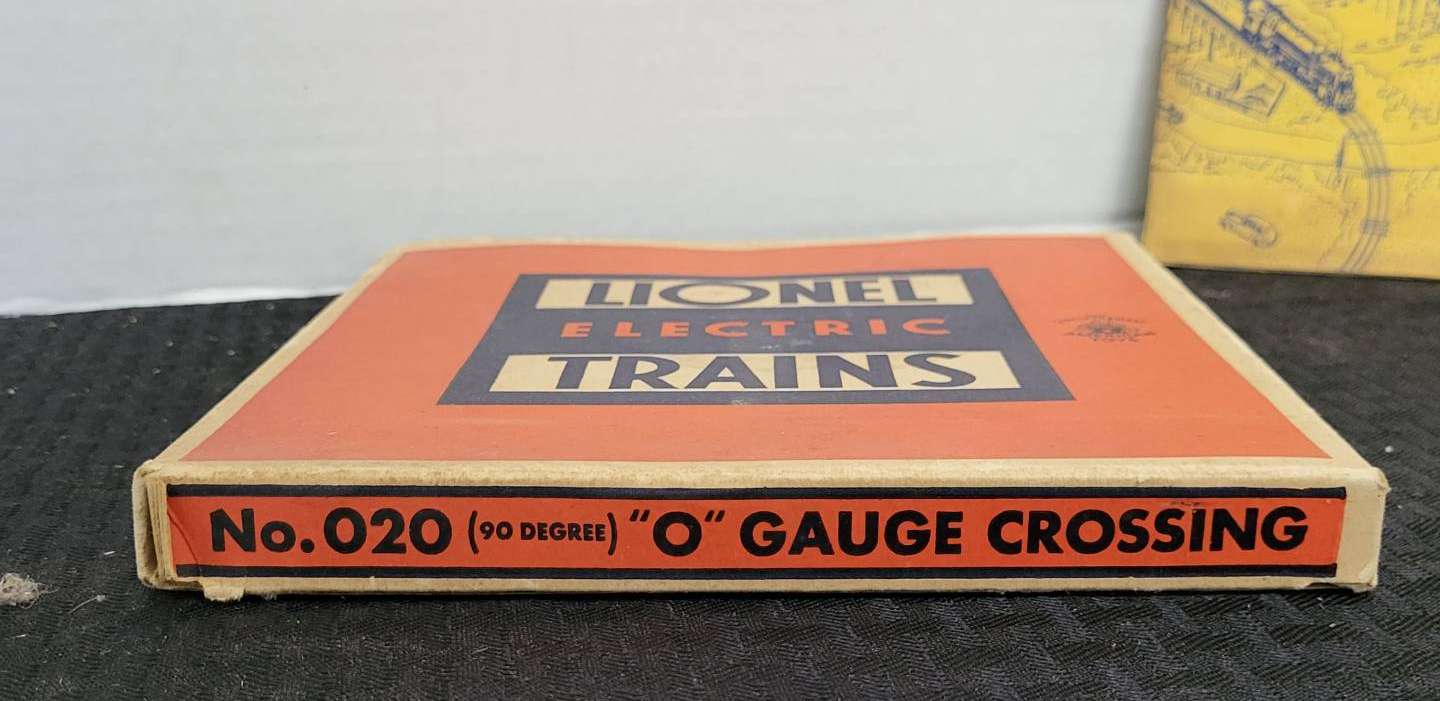 LIONEL
ELECTRIC
TRAINS
No. 020 (90 DEGREE) "O" GAUGE CROSSING